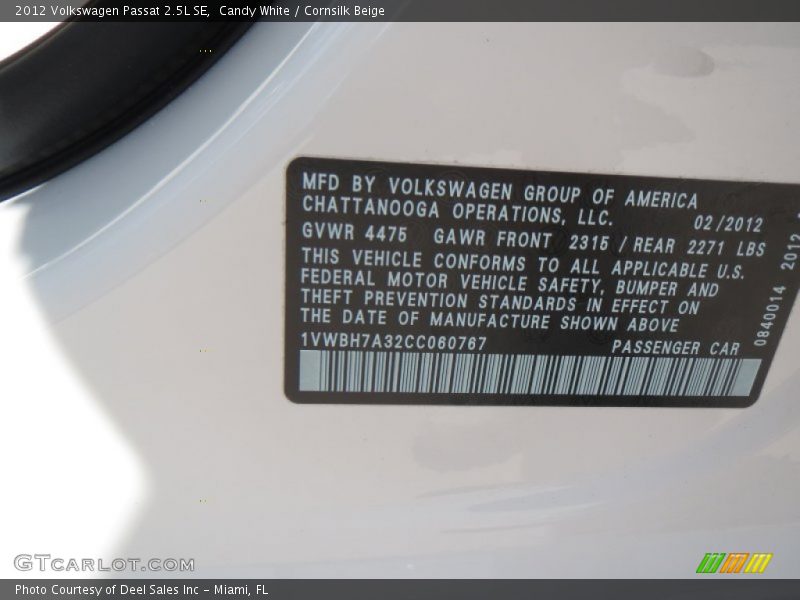 2012 Volkswagen Passat 2.5L SE,  Candy White / Cornsilk Beige
MFD BY VOLKSWAGEN GROUP OF AMERICA
CHATTANOOGA OPERATIONS, LLC. 02/2012
GVWR 4475 GAWR FRONT 2315 / REAR 2271 LBS
THIS VEHICLE CONFORMS TO ALL APPLICABLE U.S.
FEDERAL MOTOR VEHICLE SAFETY, BUMPER AND
THEFT PREVENTION STANDARDS IN EFFECT ON
THE DATE OF MANUFACTURE SHOWN ABOVE
1VWBH7A32CC060767 PASSENGER CAR
0840014 2012
GTCARLOT.COM
Photo Courtesy of Deel Sales Inc - Miami, FL